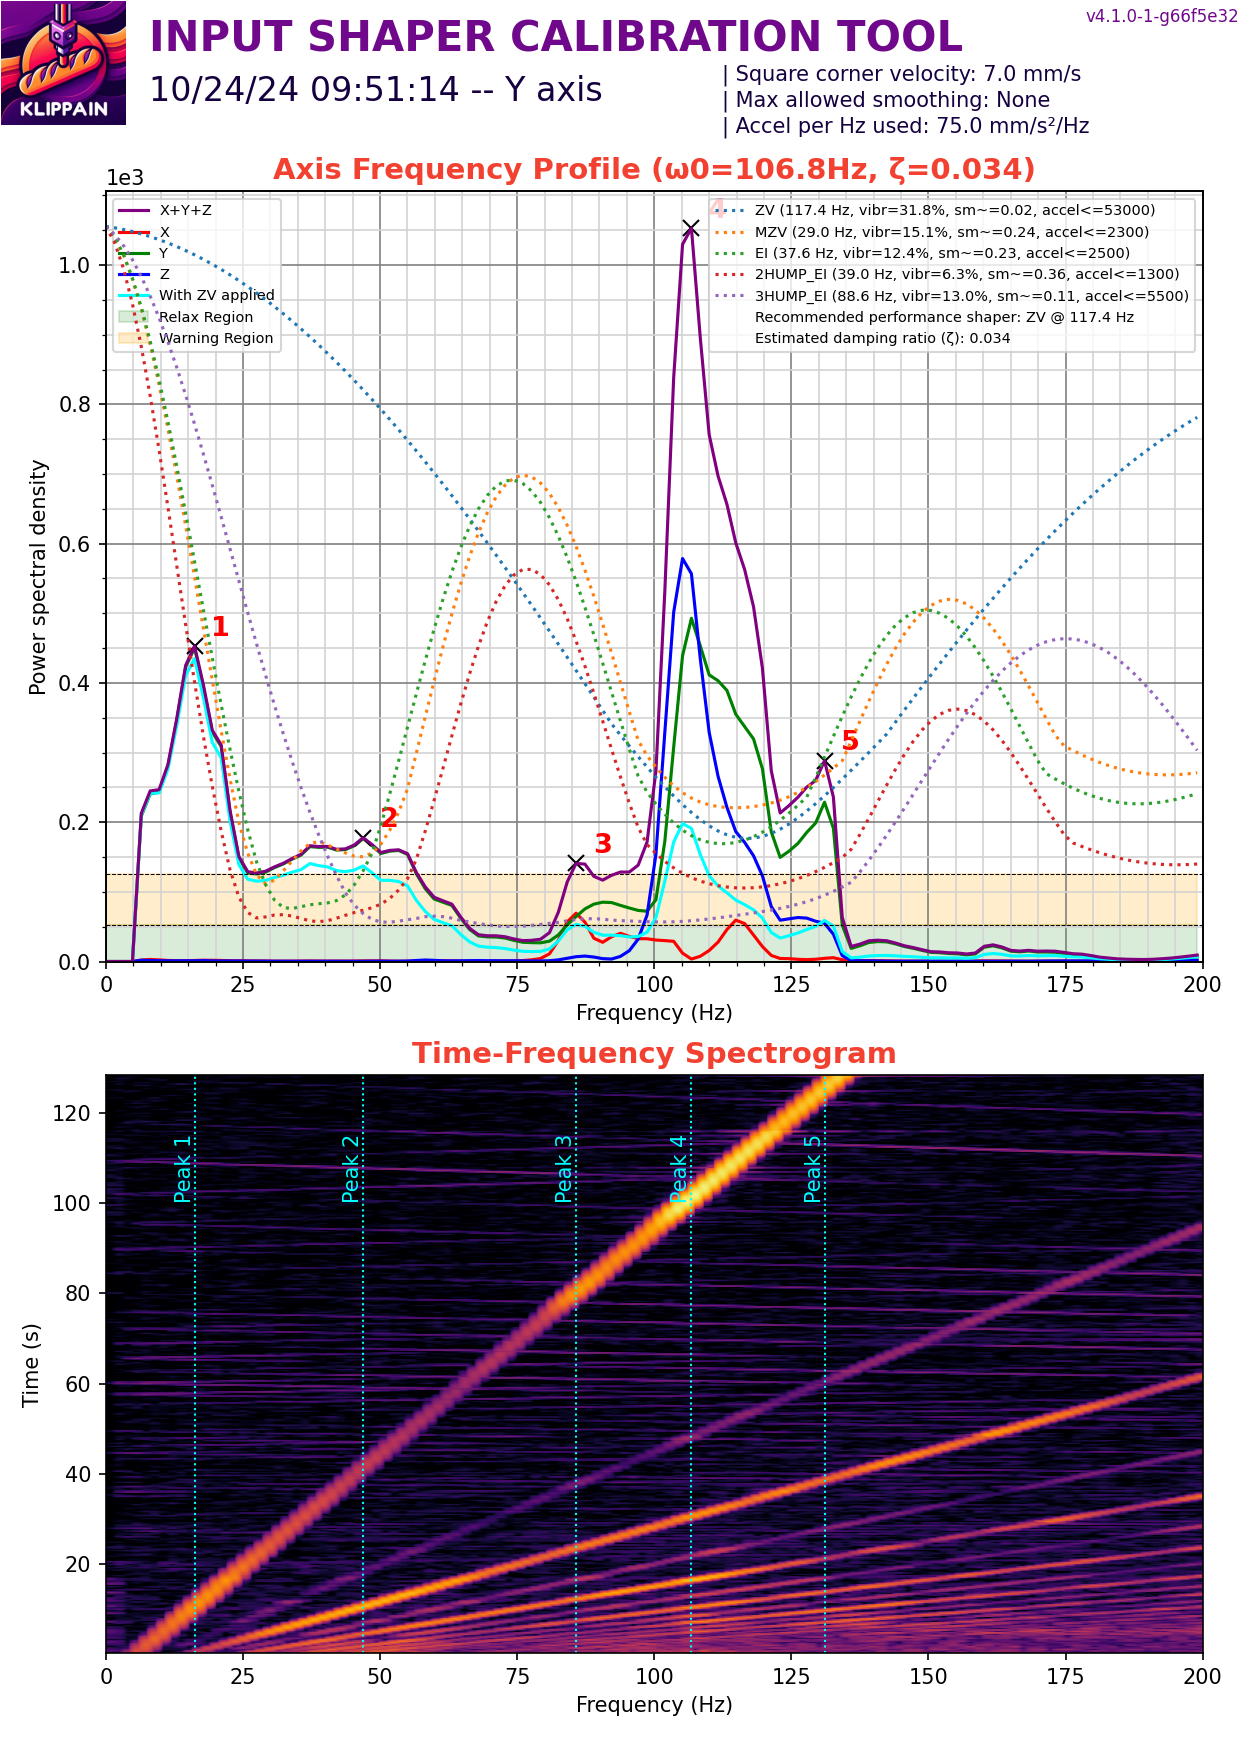 v4.1.0-1-g66f5e32
KLIPPAIN
INPUT SHAPER CALIBRATION TOOL
10/24/24 09:51:14 -- Y axis
| Square corner velocity: 7.0 mm/s
| Max allowed smoothing: None
| Accel per Hz used: 75.0 mm/s²/Hz
Axis Frequency Profile (ω0=106.8Hz, ζ=0.034)
1e3
X+Y+Z
X
Y
Z
With ZV applied
Relax Region
Warning Region
ZV (117.4 Hz, vibr=31.8%, sm~=0.02, accel<=53000)
MZV (29.0 Hz, vibr=15.1%, sm~=0.24, accel<=2300)
EI (37.6 Hz, vibr=12.4%, sm~=0.23, accel<=2500)
2HUMP_EI (39.0 Hz, vibr=6.3%, sm~=0.36, accel<=1300)
3HUMP_EI (88.6 Hz, vibr=13.0%, sm~=0.11, accel<=5500)
Recommended performance shaper: ZV @ 117.4 Hz
Estimated damping ratio (ζ): 0.034
1
2
3
4
5
Power spectral density
1.0
0.8
0.6
0.4
0.2
0.0
0 25 50 75 100 125 150 175 200
Frequency (Hz)
Time-Frequency Spectrogram
Time (s)
120
100
80
60
40
20
Peak 1
Peak 2
Peak 3
Peak 4
Peak 5
0 25 50 75 100 125 150 175 200
Frequency (Hz)